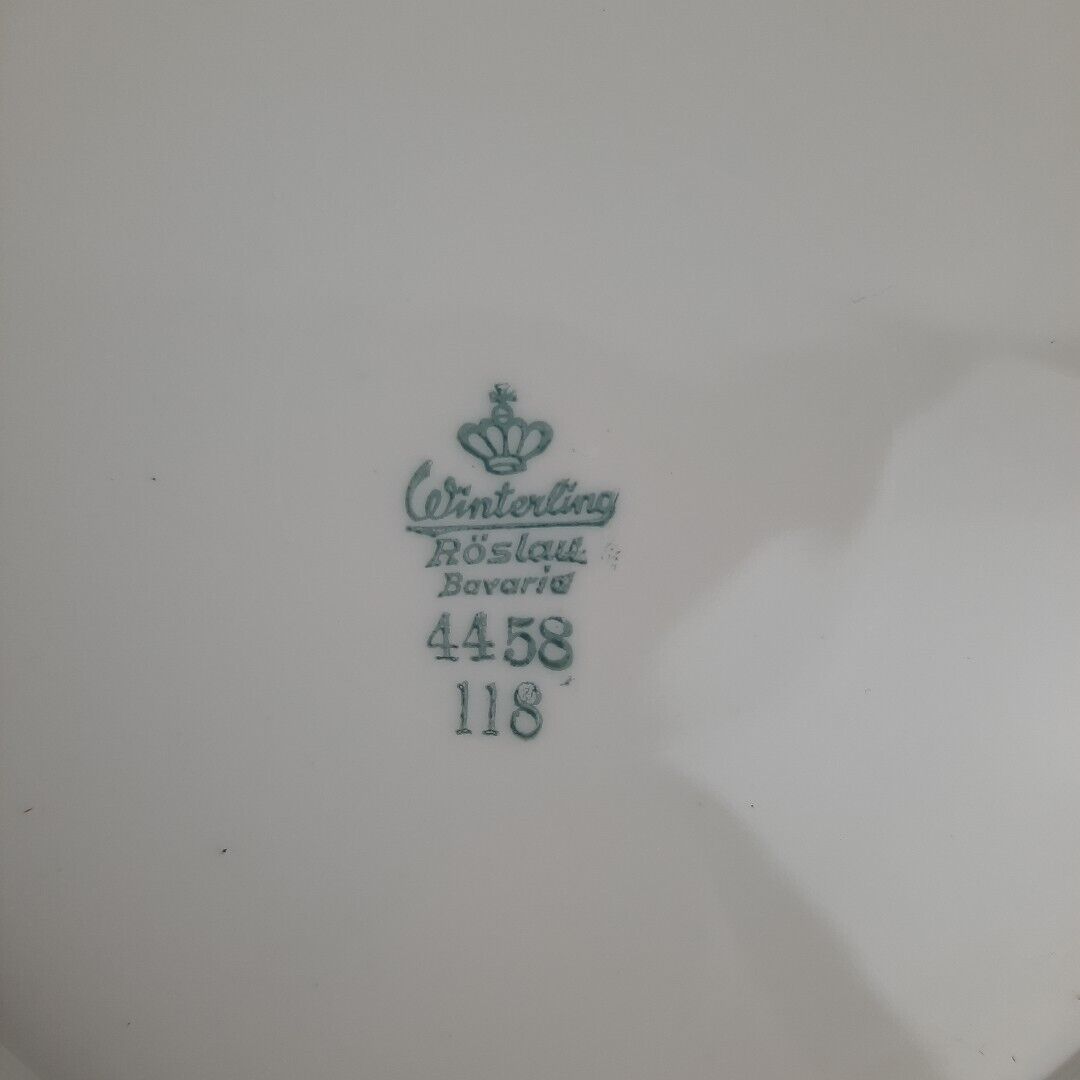 Winterling
Röslau
Bavaria
4458
118